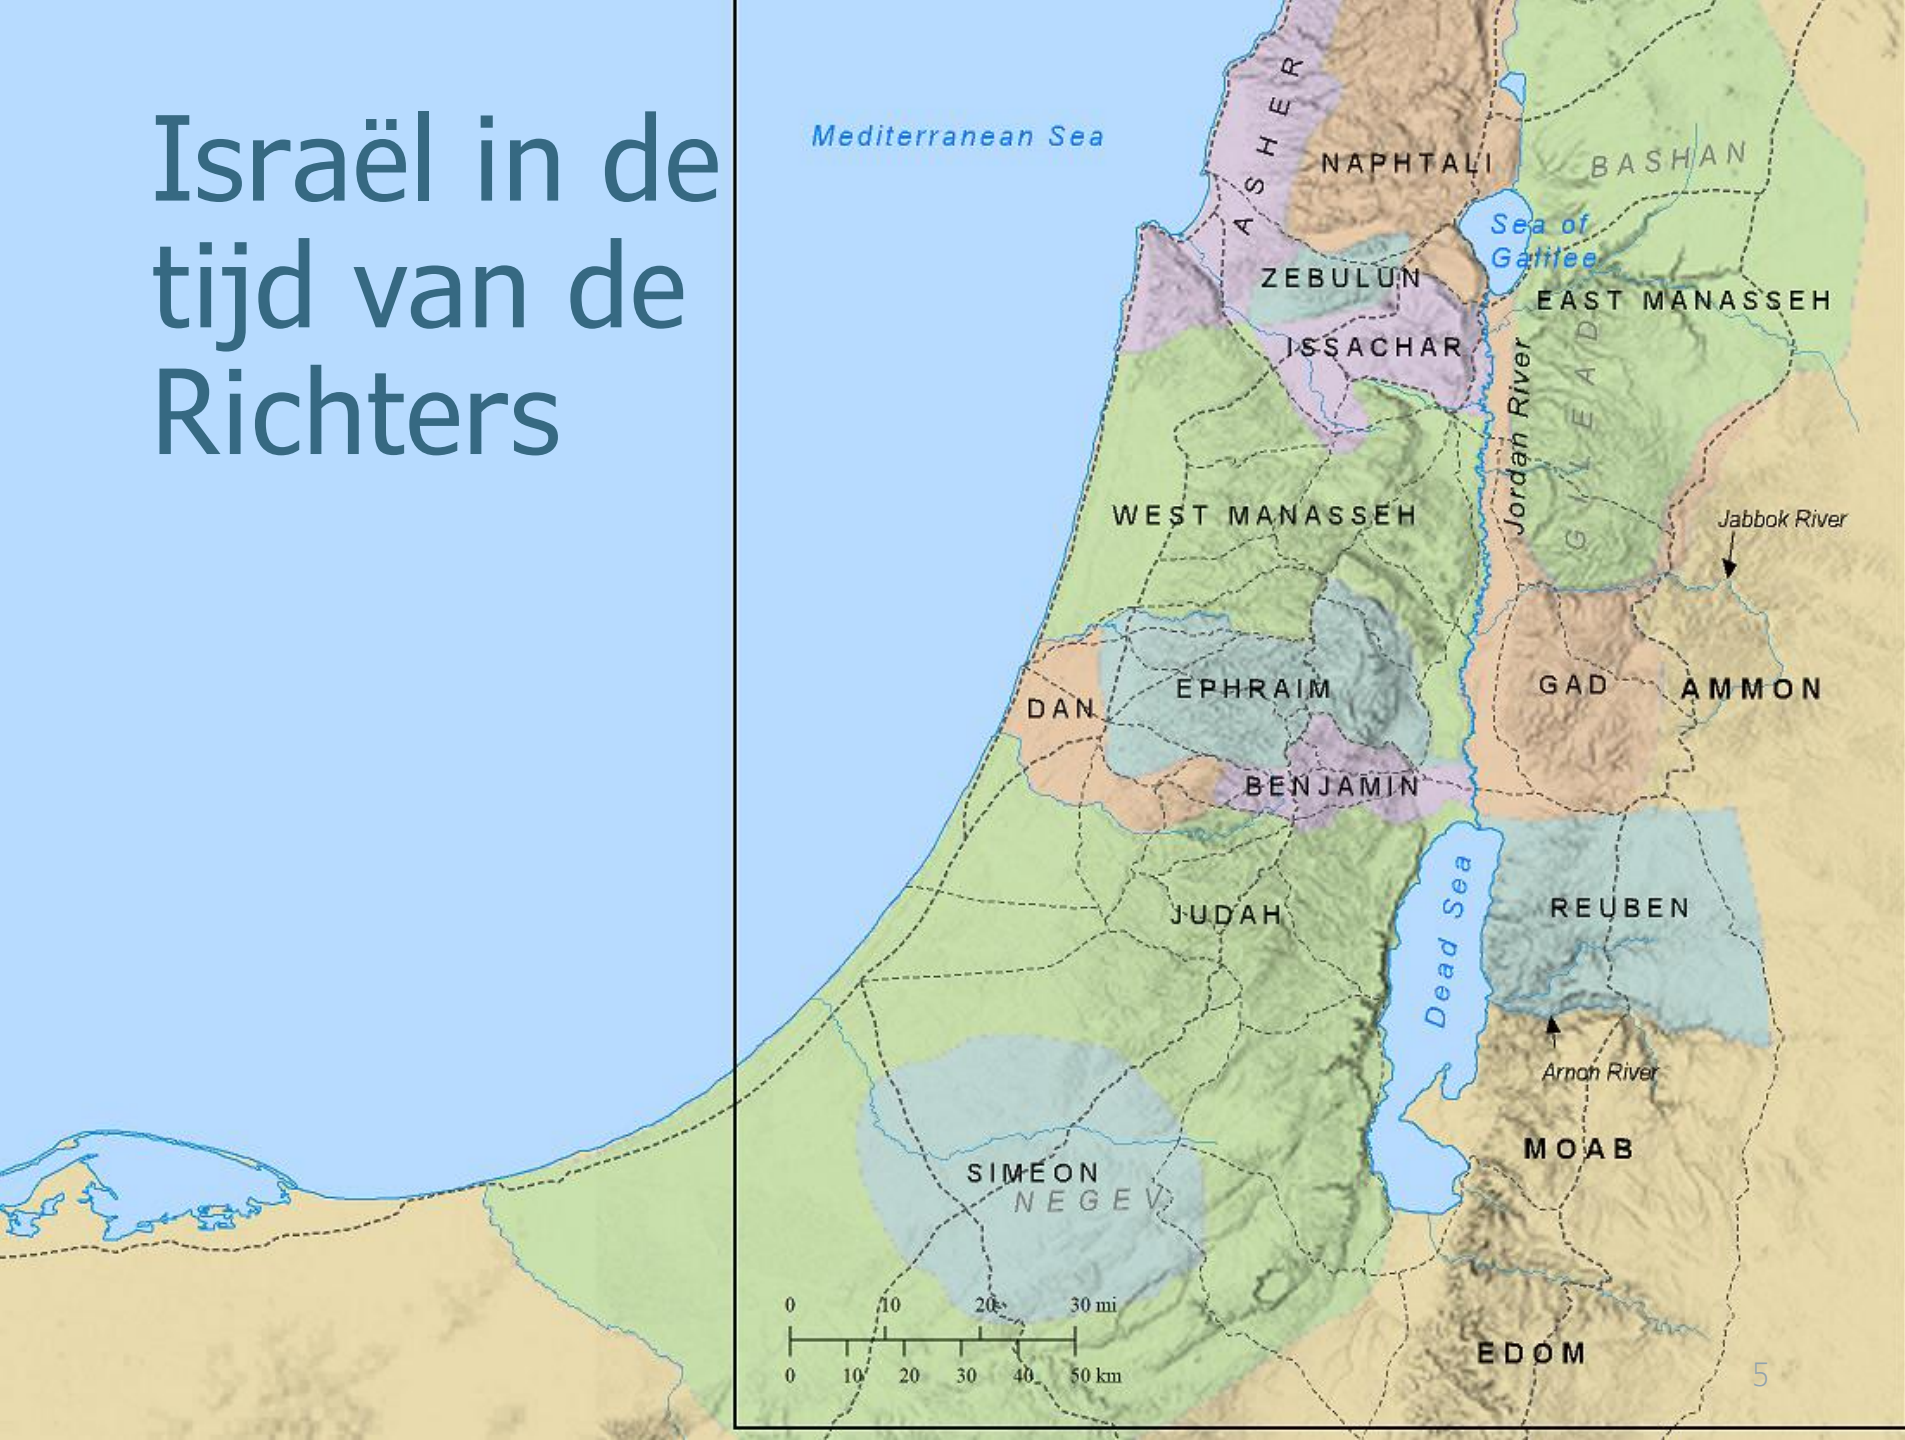 Israël in de
tijd van de
Richters
Mediterranean Sea
ASHER
NAPHTALI
BASHAN
Sea of
Galilee
ZEBULUN
EAST MANASSEH
ISSACHAR
Jordan River
GILEAD
WEST MANASSEH
Jabbok River
EPHRAIM
GAD
AMMON
DAN
BENJAMIN
JUDAH
Dead Sea
REUBEN
Arnon River
MOAB
SIMEON
NEGEV
0 10 20 30 mi
0 10 20 30 40 50 km
EDOM
5